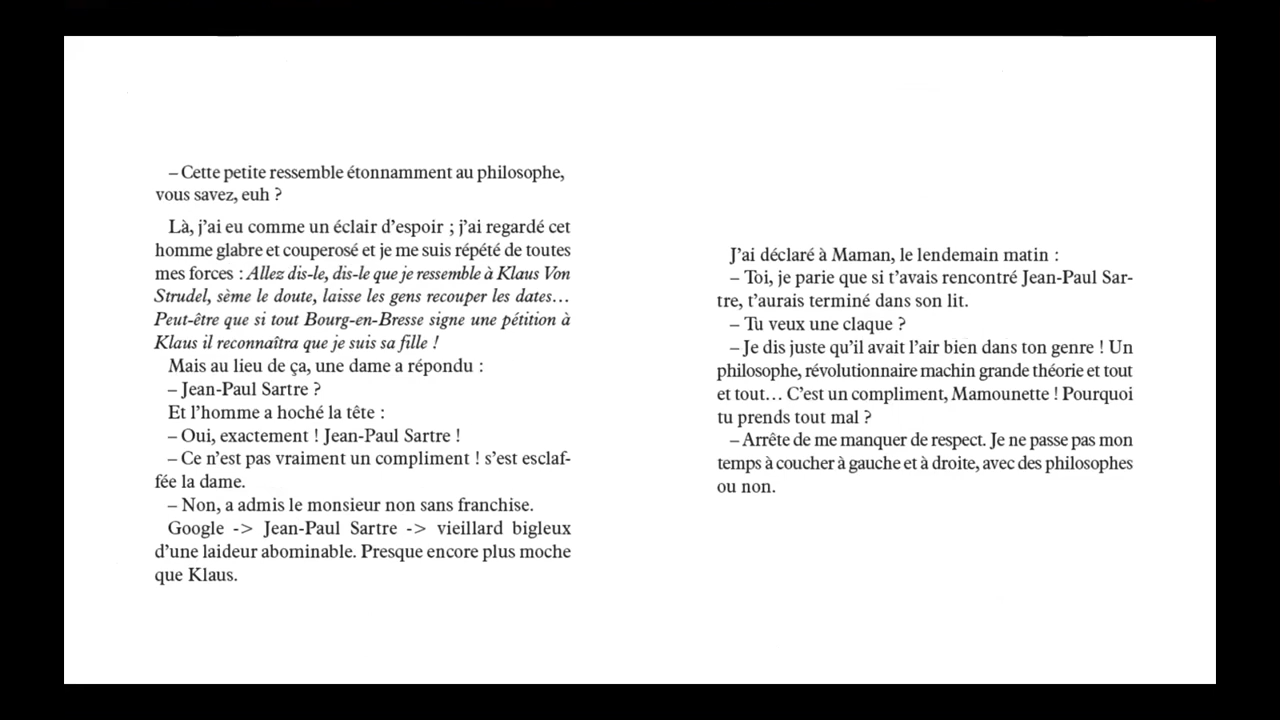 – Cette petite ressemble étonnamment au philosophe,
vous savez, euh ?
Là, j’ai eu comme un éclair d’espoir ; j’ai regardé cet
homme glabre et couperosé et je me suis répété de toutes
mes forces : Allez dis-le, dis-le que je ressemble à Klaus Von
Strudel, sème le doute, laisse les gens recouper les dates…
Peut-être que si tout Bourg-en-Bresse signe une pétition à
Klaus il reconnaîtra que je suis sa fille !
Mais au lieu de ça, une dame a répondu :
– Jean-Paul Sartre ?
Et l’homme a hoché la tête :
– Oui, exactement ! Jean-Paul Sartre !
– Ce n’est pas vraiment un compliment ! s’est esclaf-
fée la dame.
– Non, a admis le monsieur non sans franchise.
Google -> Jean-Paul Sartre -> vieillard bigleux
d’une laideur abominable. Presque encore plus moche
que Klaus.
J’ai déclaré à Maman, le lendemain matin :
– Toi, je parie que si t’avais rencontré Jean-Paul Sar-
tre, t’aurais terminé dans son lit.
– Tu veux une claque ?
– Je dis juste qu’il avait l’air bien dans ton genre ! Un
philosophe, révolutionnaire machin grande théorie et tout
et tout… C’est un compliment, Mamounette ! Pourquoi
tu prends tout mal ?
– Arrête de me manquer de respect. Je ne passe pas mon
temps à coucher à gauche et à droite, avec des philosophes
ou non.